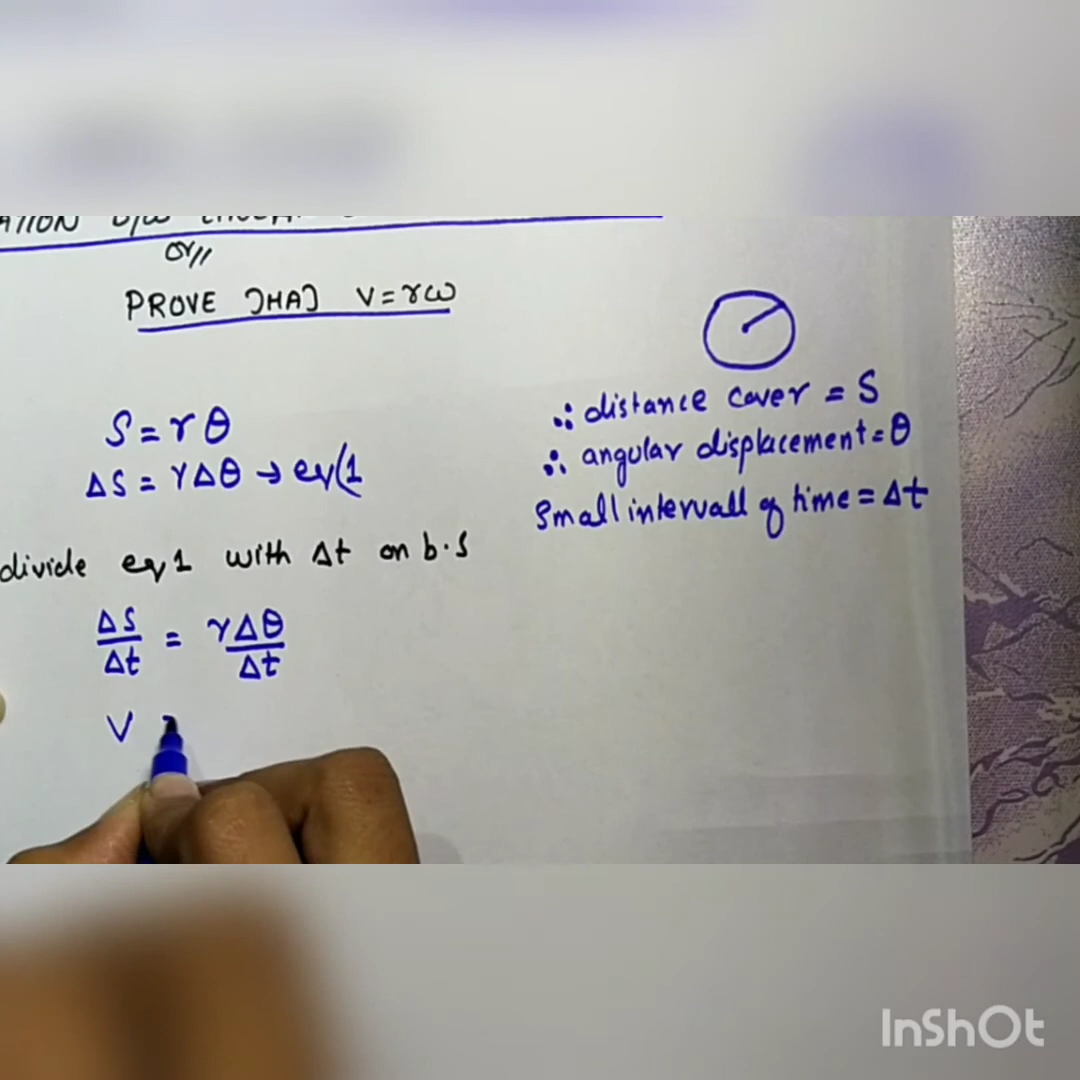 ATION B/W
or//
PROVE THAT V=rω
S = rθ
ΔS = rΔθ → eq(1
divide eq 1 with Δt on b.s
ΔS/Δt = rΔθ/Δt
V =
∴ distance cover = S
∴ angular displacement = θ
Small intervall of time = Δt
InShOt